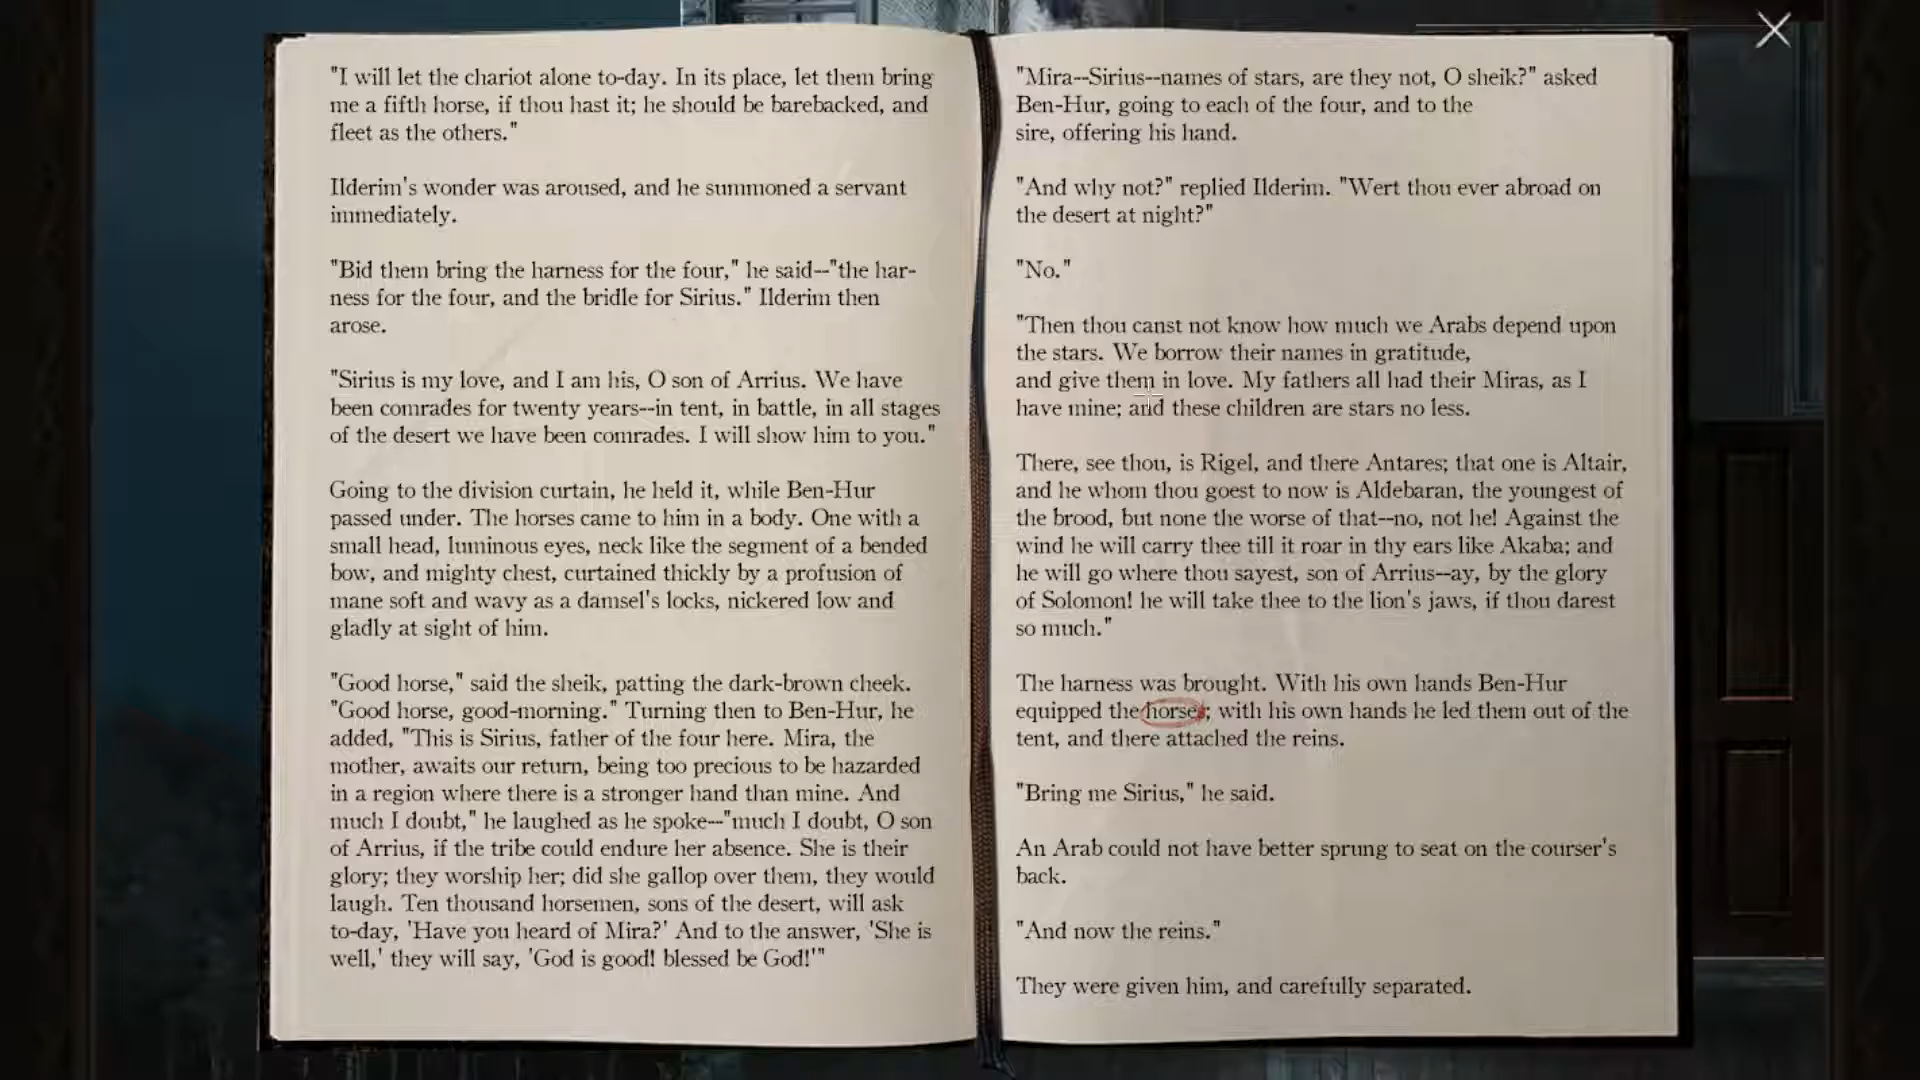 "I will let the chariot alone to-day. In its place, let them bring
me a fifth horse, if thou hast it; he should be barebacked, and
fleet as the others."
Ilderim's wonder was aroused, and he summoned a servant
immediately.
"Bid them bring the harness for the four," he said--"the har-
ness for the four, and the bridle for Sirius." Ilderim then
arose.
"Sirius is my love, and I am his, O son of Arrius. We have
been comrades for twenty years--in tent, in battle, in all stages
of the desert we have been comrades. I will show him to you."
Going to the division curtain, he held it, while Ben-Hur
passed under. The horses came to him in a body. One with a
small head, luminous eyes, neck like the segment of a bended
bow, and mighty chest, curtained thickly by a profusion of
mane soft and wavy as a damsel's locks, nickered low and
gladly at sight of him.
"Good horse," said the sheik, patting the dark-brown cheek.
"Good horse, good-morning." Turning then to Ben-Hur, he
added, "This is Sirius, father of the four here. Mira, the
mother, awaits our return, being too precious to be hazarded
in a region where there is a stronger hand than mine. And
much I doubt," he laughed as he spoke--"much I doubt, O son
of Arrius, if the tribe could endure her absence. She is their
glory; they worship her; did she gallop over them, they would
laugh. Ten thousand horsemen, sons of the desert, will ask
to-day, 'Have you heard of Mira?' And to the answer, 'She is
well,' they will say, 'God is good! blessed be God!'"
"Mira--Sirius--names of stars, are they not, O sheik?" asked
Ben-Hur, going to each of the four, and to the
sire, offering his hand.
"And why not?" replied Ilderim. "Wert thou ever abroad on
the desert at night?"
"No."
"Then thou canst not know how much we Arabs depend upon
the stars. We borrow their names in gratitude,
and give them in love. My fathers all had their Miras, as I
have mine; and these children are stars no less.
There, see thou, is Rigel, and there Antares; that one is Altair,
and he whom thou goest to now is Aldebaran, the youngest of
the brood, but none the worse of that--no, not he! Against the
wind he will carry thee till it roar in thy ears like Akaba; and
he will go where thou sayest, son of Arrius--ay, by the glory
of Solomon! he will take thee to the lion's jaws, if thou darest
so much."
The harness was brought. With his own hands Ben-Hur
equipped the horses; with his own hands he led them out of the
tent, and there attached the reins.
"Bring me Sirius," he said.
An Arab could not have better sprung to seat on the courser's
back.
"And now the reins."
They were given him, and carefully separated.